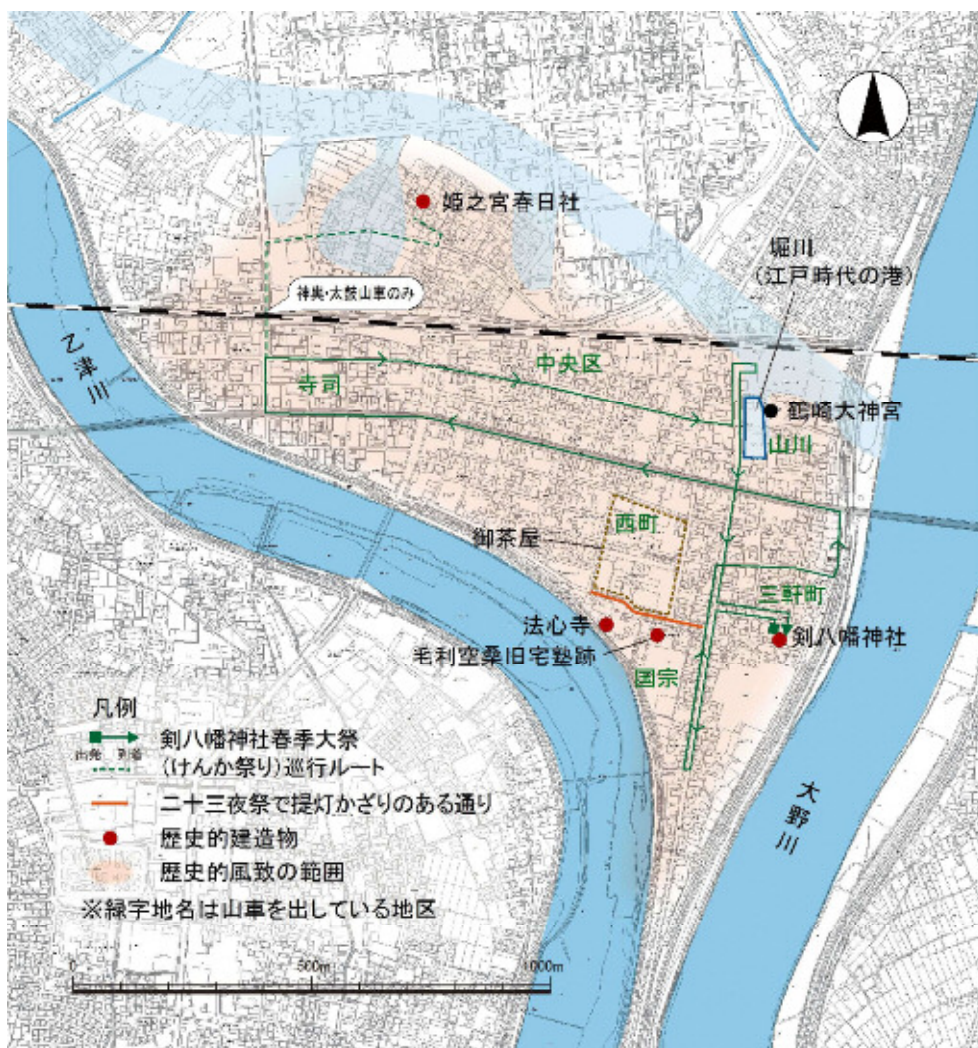 姫之宮春日社
堀川
(江戸時代の港)
神輿・太鼓山車のみ
乙津川
中央区
寺司
鶴崎大神宮
山川
西町
御茶屋
三軒町
法心寺
剣八幡神社
毛利空桑旧宅塾跡
国宗
大野川
凡例
剣八幡神社春季大祭
出発 到着
(けんか祭り)巡行ルート
二十三夜祭で提灯かざりのある通り
歴史的建造物
歴史的風致の範囲
※緑字地名は山車を出している地区
0 500m 1000m